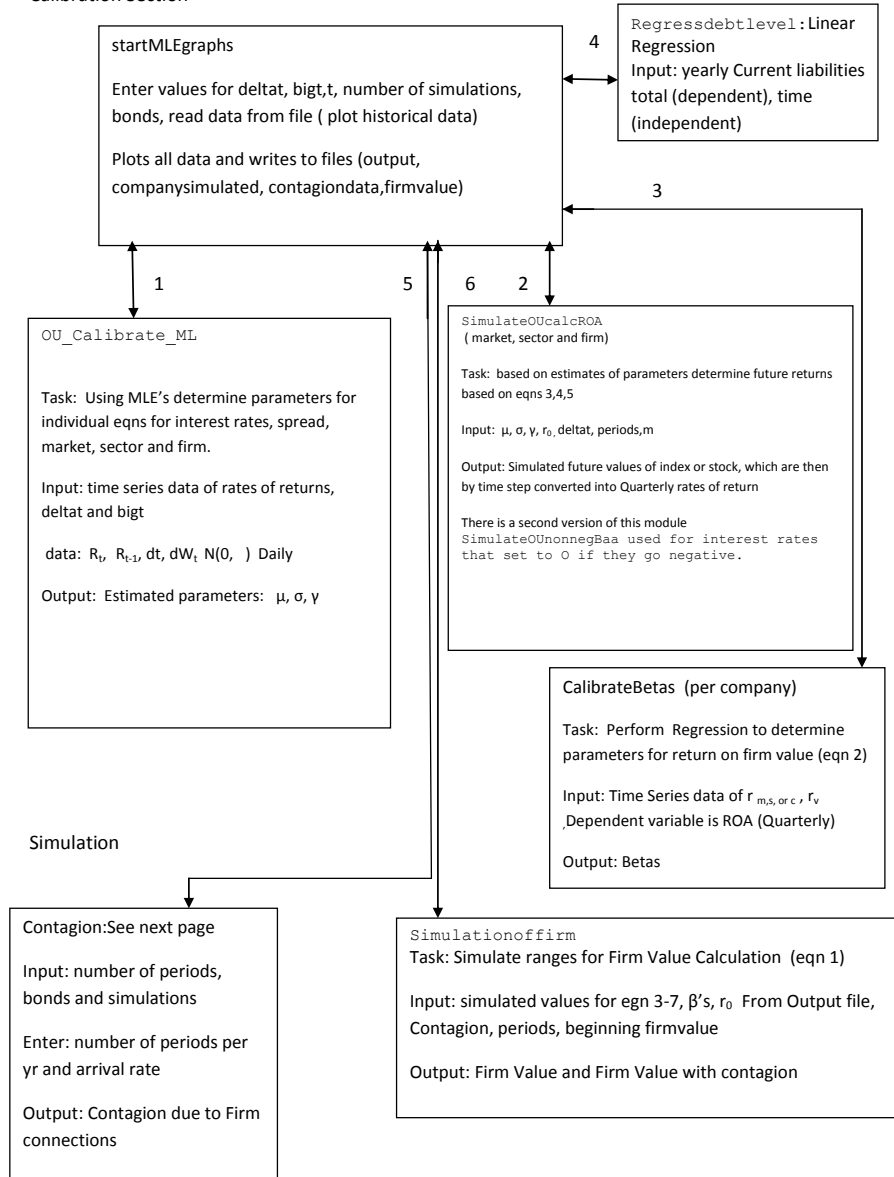 Calibration Section
startMLEgraphs
Enter values for deltat, bigt,t, number of simulations,
bonds, read data from file ( plot historical data)
Plots all data and writes to files (output,
companysimulated, contagiondata,firmvalue)
4
Regressdebtlevel: Linear
Regression
Input: yearly Current liabilities
total (dependent), time
(independent)
3
1
5
6
2
OU_Calibrate_ML
Task: Using MLE's determine parameters for
individual eqns for interest rates, spread,
market, sector and firm.
Input: time series data of rates of returns,
deltat and bigt
data: Rt, Rt-1, dt, dWt N(0, ) Daily
Output: Estimated parameters: μ, σ, γ
SimulateOUcalcROA
( market, sector and firm)
Task: based on estimates of parameters determine future returns
based on eqns 3,4,5
Input: μ, σ, γ, r0, deltat, periods,m
Output: Simulated future values of index or stock, which are then
by time step converted into Quarterly rates of return
There is a second version of this module
SimulateOUnonnegBaa used for interest rates
that set to O if they go negative.
CalibrateBetas (per company)
Task: Perform Regression to determine
parameters for return on firm value (eqn 2)
Input: Time Series data of r m,s, or c , rv
,Dependent variable is ROA (Quarterly)
Output: Betas
Simulation
Contagion:See next page
Input: number of periods,
bonds and simulations
Enter: number of periods per
yr and arrival rate
Output: Contagion due to Firm
connections
Simulationoffirm
Task: Simulate ranges for Firm Value Calculation (eqn 1)
Input: simulated values for egn 3-7, β's, r0 From Output file,
Contagion, periods, beginning firmvalue
Output: Firm Value and Firm Value with contagion